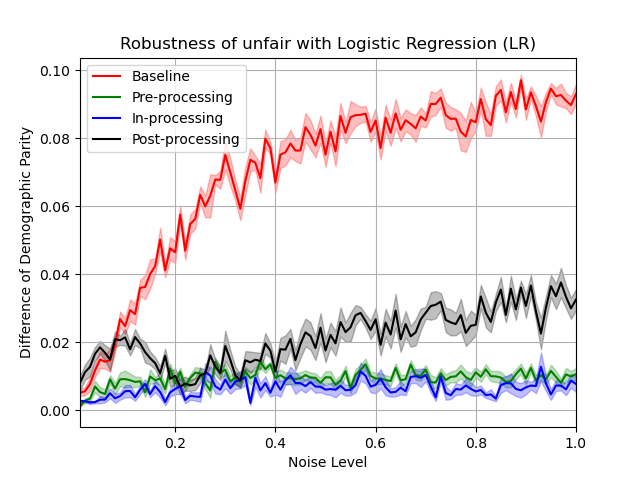 Robustness of unfair with Logistic Regression (LR)
Baseline
Pre-processing
In-processing
Post-processing
Difference of Demographic Parity
0.10
0.08
0.06
0.04
0.02
0.00
0.2 0.4 0.6 0.8 1.0
Noise Level